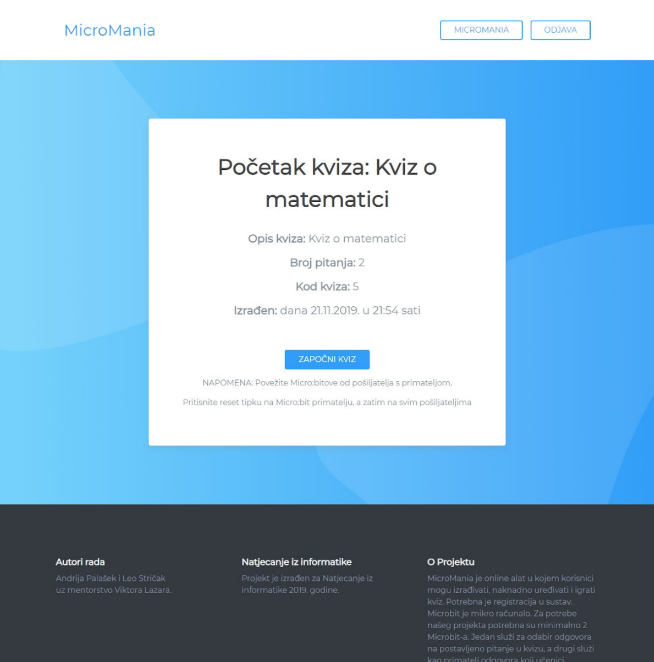 MicroMania
MICROMANIA
ODJAVA
Početak kviza: Kviz o
matematici
Opis kviza: Kviz o matematici
Broj pitanja: 2
Kod kviza: 5
Izrađen: dana 21.11.2019. u 21:54 sati
ZAPOČNI KVIZ
NAPOMENA: Povežite Micro:bitove od pošiljatelja s primateljom.
Pritisnite reset tipku na Micro:bit primatelju, a zatim na svim pošiljateljima
Autori rada
Andrija Palašek i Leo Stričak
uz mentorstvo Viktora Lazara.
Natjecanje iz informatike
Projekt je izrađen za Natjecanje iz
informatike 2019. godine.
O Projektu
MicroMania je online alat u kojem korisnici
mogu izrađivati, naknadno uređivati i igrati
kviz. Potrebna je registracija u sustav.
Microbit je mikro računalo. Za potrebe
našeg projekta potrebna su minimalno 2
Microbit-a. Jedan služi za odabir odgovora
na postavljeno pitanje u kvizu, a drugi služi
kao primatelj odgovora koji učenici